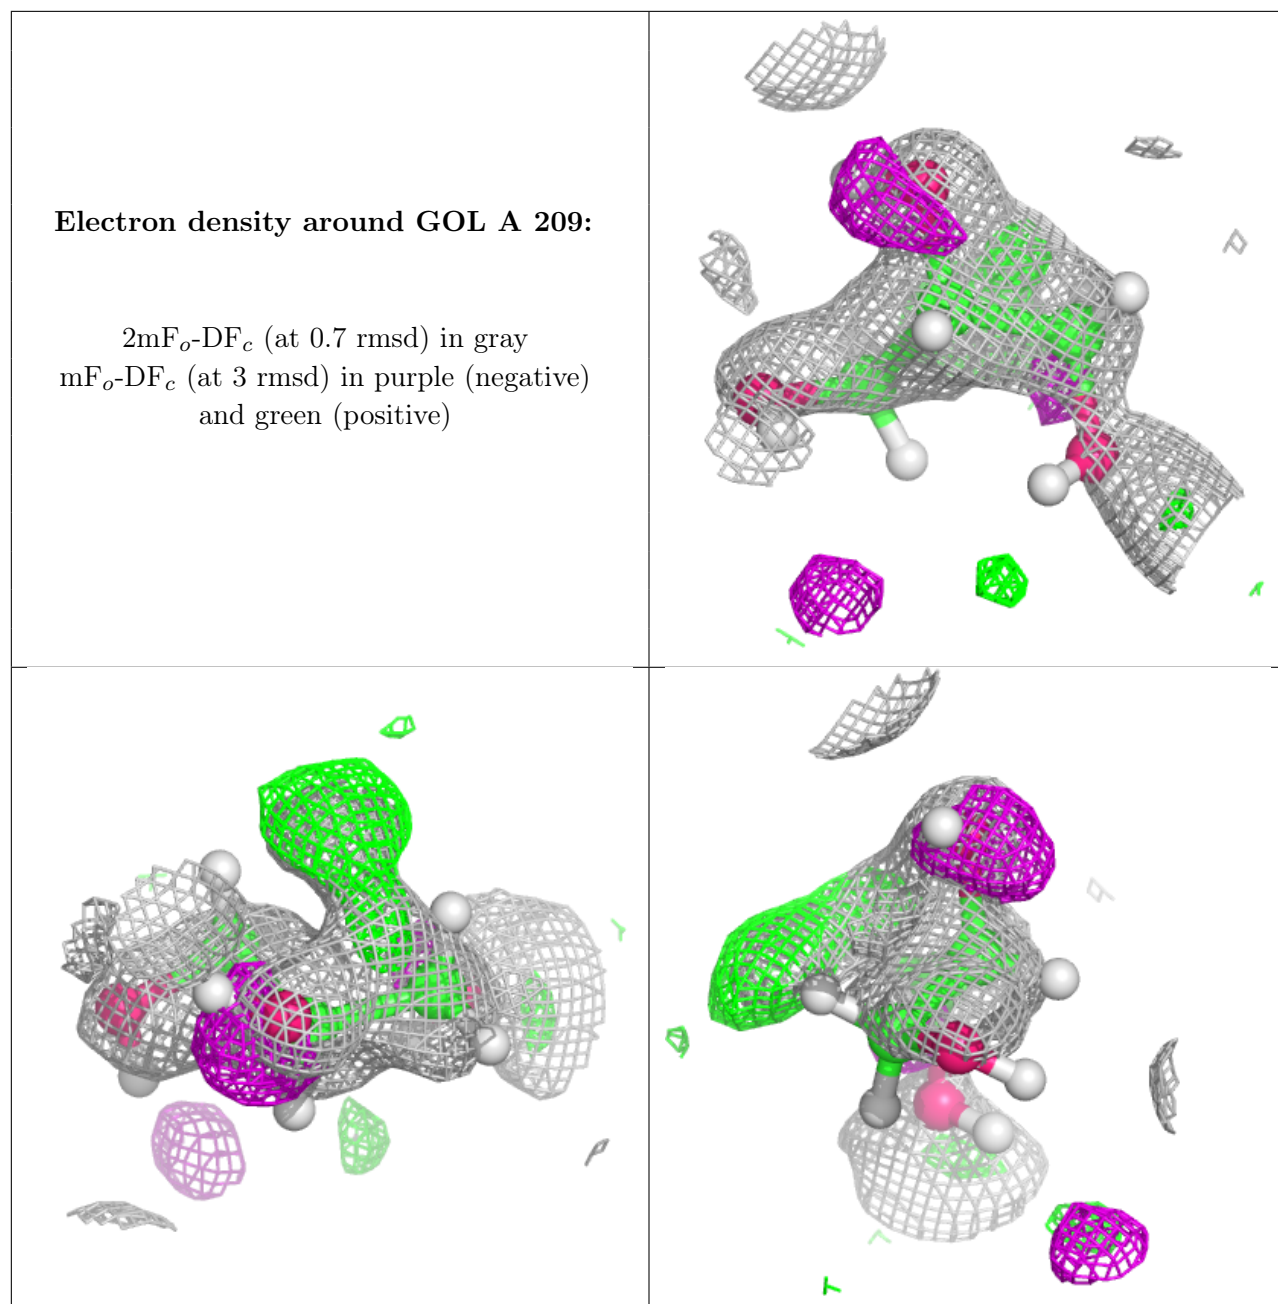 Electron density around GOL A 209:
2mFo-DFc (at 0.7 rmsd) in gray
mFo-DFc (at 3 rmsd) in purple (negative)
and green (positive)